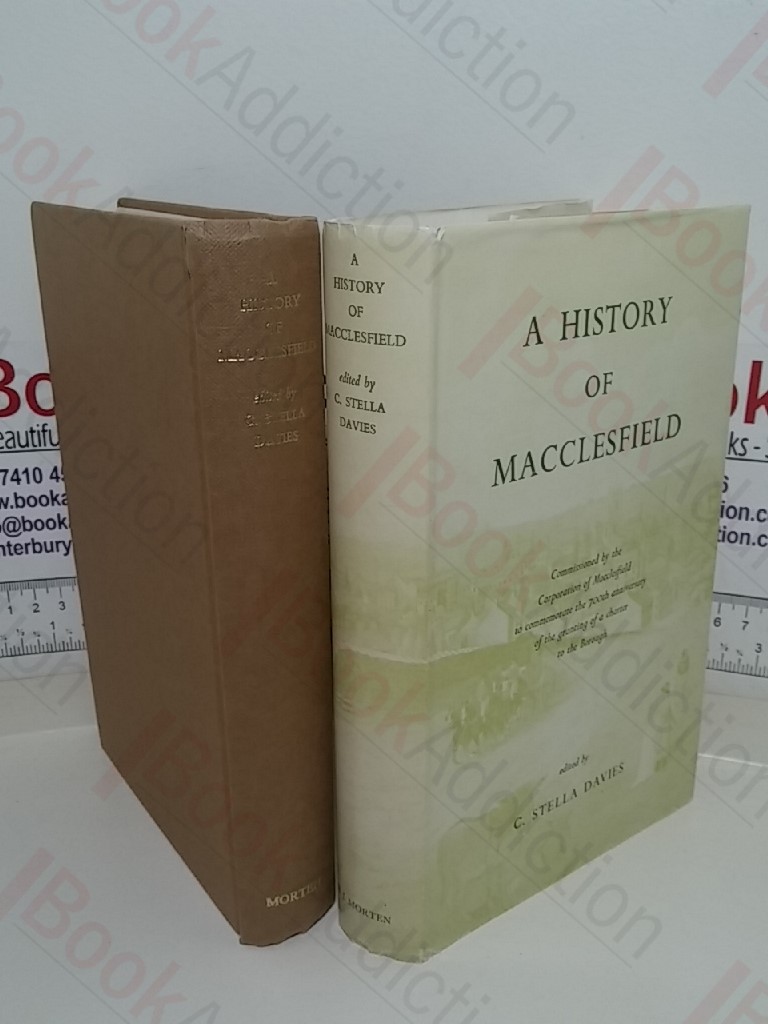 A
HISTORY
OF
MACCLESFIELD
edited by
C. STELLA
DAVIES
MORTEN
A
HISTORY
OF
MACCLESFIELD
edited by
C. STELLA
DAVIES
MORTEN
A HISTORY
OF
MACCLESFIELD
Commissioned by the
Corporation of Macclesfield
to commemorate the 700th anniversary
of the granting of a charter
to the Borough
edited by
C. STELLA DAVIES
BookAddiction